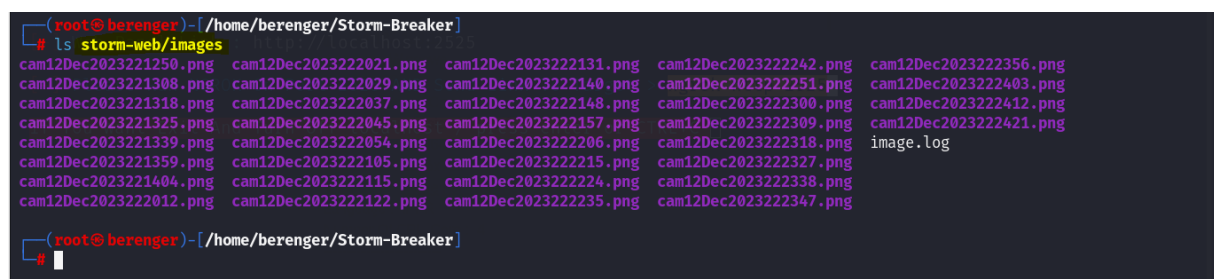 (root㉿berenger)-[/home/berenger/Storm-Breaker]
# ls storm-web/images
cam12Dec2023221250.png cam12Dec2023222021.png cam12Dec2023222131.png cam12Dec2023222242.png cam12Dec2023222356.png
cam12Dec2023221308.png cam12Dec2023222029.png cam12Dec2023222140.png cam12Dec2023222251.png cam12Dec2023222403.png
cam12Dec2023221318.png cam12Dec2023222037.png cam12Dec2023222148.png cam12Dec2023222300.png cam12Dec2023222412.png
cam12Dec2023221325.png cam12Dec2023222045.png cam12Dec2023222157.png cam12Dec2023222309.png cam12Dec2023222421.png
cam12Dec2023221339.png cam12Dec2023222054.png cam12Dec2023222206.png cam12Dec2023222318.png image.log
cam12Dec2023221359.png cam12Dec2023222105.png cam12Dec2023222215.png cam12Dec2023222327.png
cam12Dec2023221404.png cam12Dec2023222115.png cam12Dec2023222224.png cam12Dec2023222338.png
cam12Dec2023222012.png cam12Dec2023222122.png cam12Dec2023222235.png cam12Dec2023222347.png
(root㉿berenger)-[/home/berenger/Storm-Breaker]
#